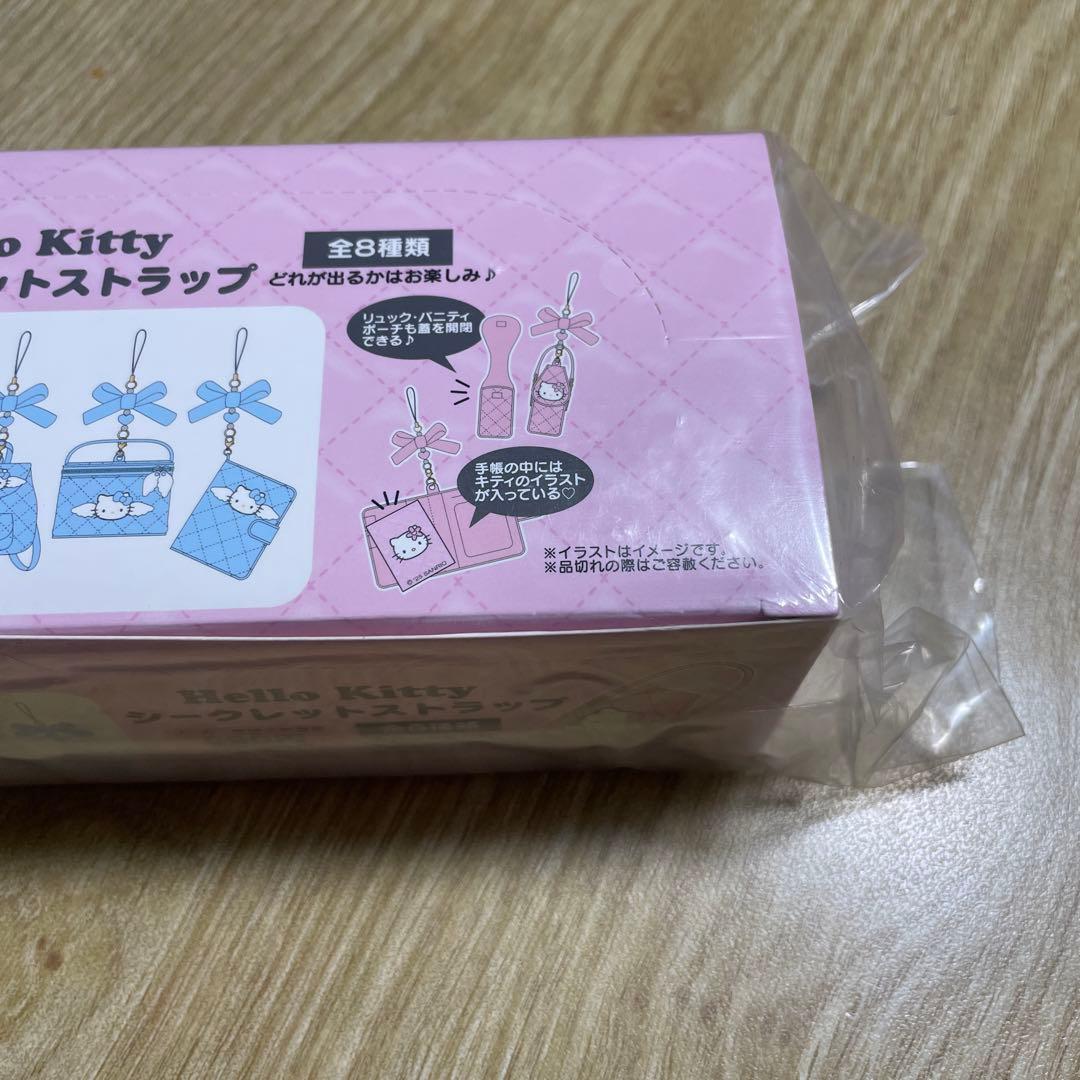 o Kitty
ットストラップ
全8種類
どれが出るかはお楽しみ♪
リュック・バニティ
ポーチも蓋を開閉
できる♪
手帳の中には
キティのイラスト
が入っている♡
© '25 SANRIO
※イラストはイメージです。
※品切れの際はご容赦ください。
Hello Kitty
シークレットストラップ